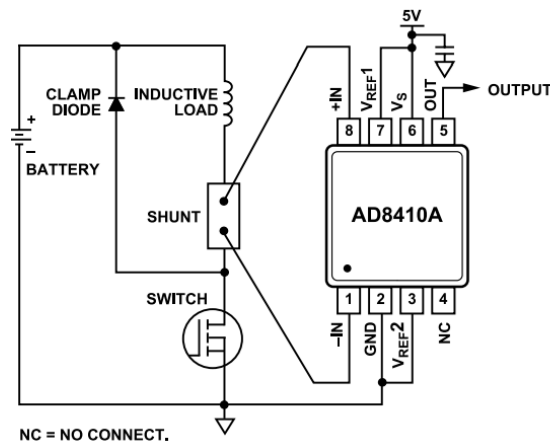 5V
CLAMP
DIODE
INDUCTIVE
LOAD
+
−
BATTERY
SHUNT
SWITCH
+IN
VREF1
VS
OUT
OUTPUT
8
7
6
5
AD8410A
1
2
3
4
−IN
GND
VREF2
NC
NC = NO CONNECT.